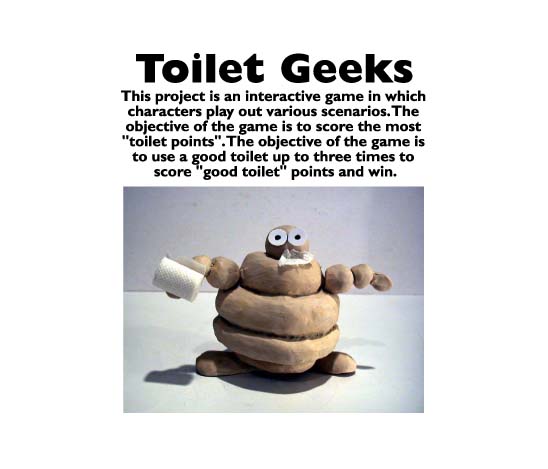 Toilet Geeks
This project is an interactive game in which
characters play out various scenarios.The
objective of the game is to score the most
"toilet points".The objective of the game is
to use a good toilet up to three times to
score "good toilet" points and win.